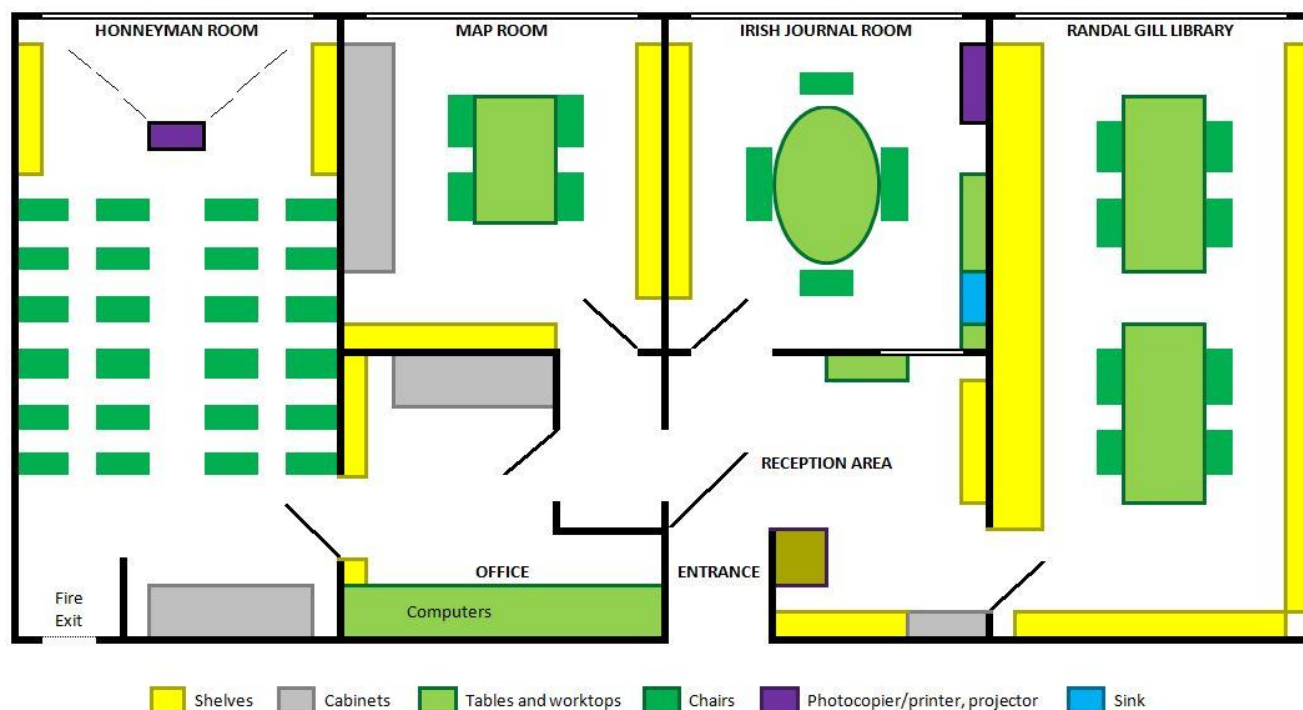 HONNEYMAN ROOM
MAP ROOM
IRISH JOURNAL ROOM
RANDAL GILL LIBRARY
RECEPTION AREA
OFFICE
ENTRANCE
Fire
Exit
Computers
Shelves
Cabinets
Tables and worktops
Chairs
Photocopier/printer, projector
Sink